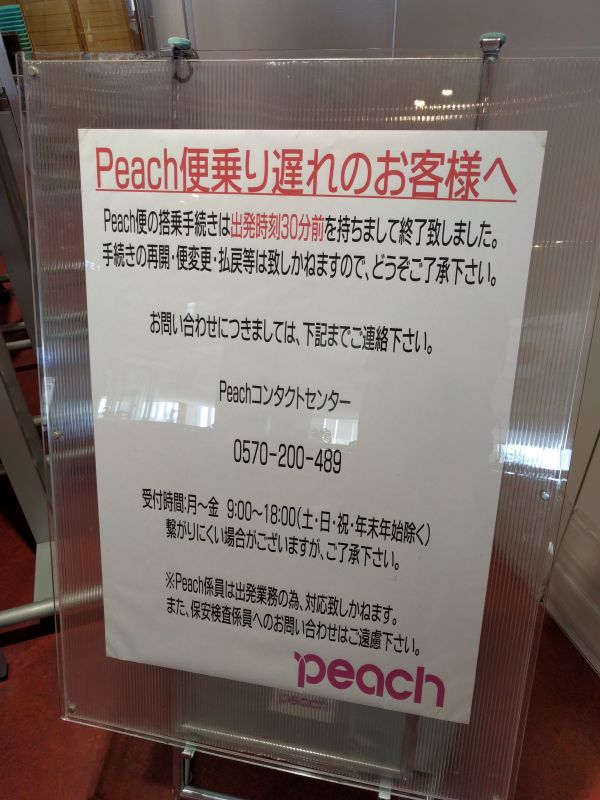 Peach便乗り遅れのお客様へ
Peach便の搭乗手続きは出発時刻30分前を持ちまして終了致しました。
手続きの再開・便変更・払戻等は致しかねますので、どうぞご了承下さい。
お問い合わせにつきましては、下記までご連絡下さい。
Peachコンタクトセンター
0570-200-489
受付時間:月～金 9:00～18:00(土・日・祝・年末年始除く)
繋がりにくい場合がございますが、ご了承下さい。
※Peach係員は出発業務の為、対応致しかねます。
また、保安検査係員へのお問い合わせはご遠慮下さい。
peach
peach